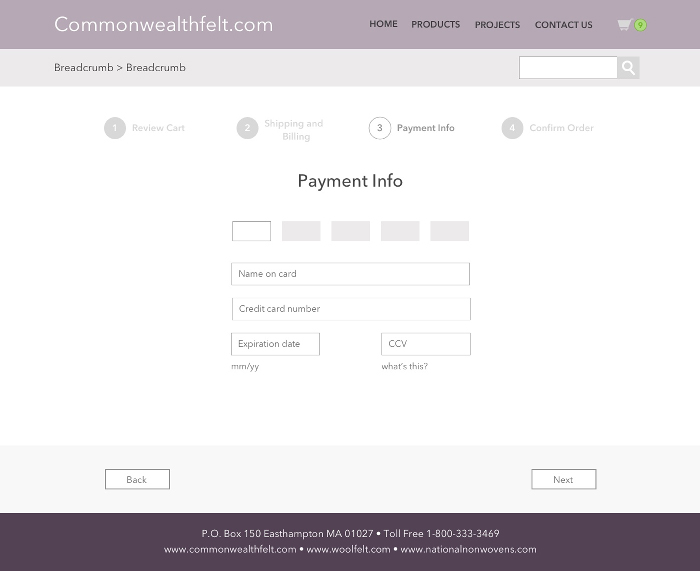 Commonwealthfelt.com
HOME PRODUCTS PROJECTS CONTACT US 9
Breadcrumb > Breadcrumb
1 Review Cart
2 Shipping and
Billing
3 Payment Info
4 Confirm Order
Payment Info
Name on card
Credit card number
Expiration date CCV
mm/yy what's this?
Back Next
P.O. Box 150 Easthampton MA 01027 • Toll Free 1-800-333-3469
www.commonwealthfelt.com • www.woolfelt.com • www.nationalnonwovens.com